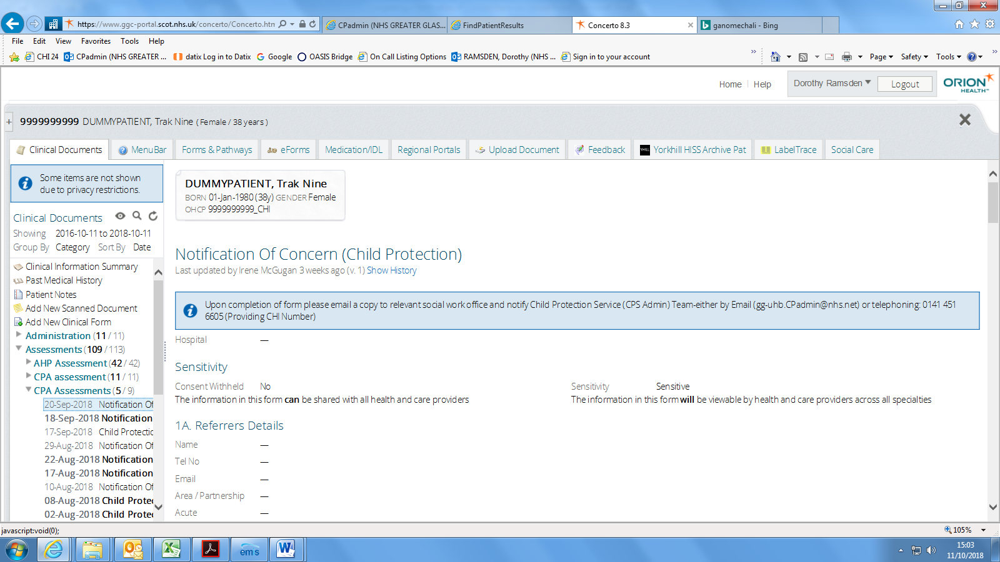 https://www.ggc-portal.scot.nhs.uk/concerto/Concerto.htm
CPadmin (NHS GREATER GLAS...
FindPatientResults
Concerto 8.3
ganomechali - Bing
File Edit View Favorites Tools Help
CHI 24 CPadmin (NHS GREATER ... datix Log in to Datix Google OASIS Bridge On Call Listing Options RAMSDEN, Dorothy (NHS ... Sign in to your account
Page Safety Tools
Home Help Dorothy Ramsden Logout
ORION
HEALTH™
+ 9999999999 DUMMYPATIENT, Trak Nine ( Female / 38 years )
Clinical Documents MenuBar Forms & Pathways eForms Medication/IDL Regional Portals Upload Document Feedback YHILL Yorkhill HISS Archive Pat LabelTrace Social Care
Some items are not shown
due to privacy restrictions.
Clinical Documents
Showing 2016-10-11 to 2018-10-11
Group By Category Sort By Date
Clinical Information Summary
Past Medical History
Patient Notes
Add New Scanned Document
Add New Clinical Form
Administration (11 / 11)
Assessments (109 / 113)
AHP Assessment (42 / 42)
CPA assessment (11 / 11)
CPA Assessments (5 / 9)
20-Sep-2018 Notification Of
18-Sep-2018 Notification
17-Sep-2018 Child Protectio
29-Aug-2018 Notification Of
22-Aug-2018 Notification
17-Aug-2018 Notification
10-Aug-2018 Notification Of
08-Aug-2018 Child Protec
02-Aug-2018 Child Protec
DUMMYPATIENT, Trak Nine
BORN 01-Jan-1980 (38y) GENDER Female
OHCP 9999999999_CHI
Notification Of Concern (Child Protection)
Last updated by Irene McGugan 3 weeks ago (v. 1) Show History
Upon completion of form please email a copy to relevant social work office and notify Child Protection Service (CPS Admin) Team-either by Email (gg-uhb.CPadmin@nhs.net) or telephoning: 0141 451
6605 (Providing CHI Number)
Hospital —
Sensitivity
Consent Withheld No
The information in this form can be shared with all health and care providers
Sensitivity Sensitive
The information in this form will be viewable by health and care providers across all specialties
1A. Referrers Details
Name —
Tel No —
Email —
Area / Partnership —
Acute —
javascript:void(0);
105%
ems
15:03
11/10/2018